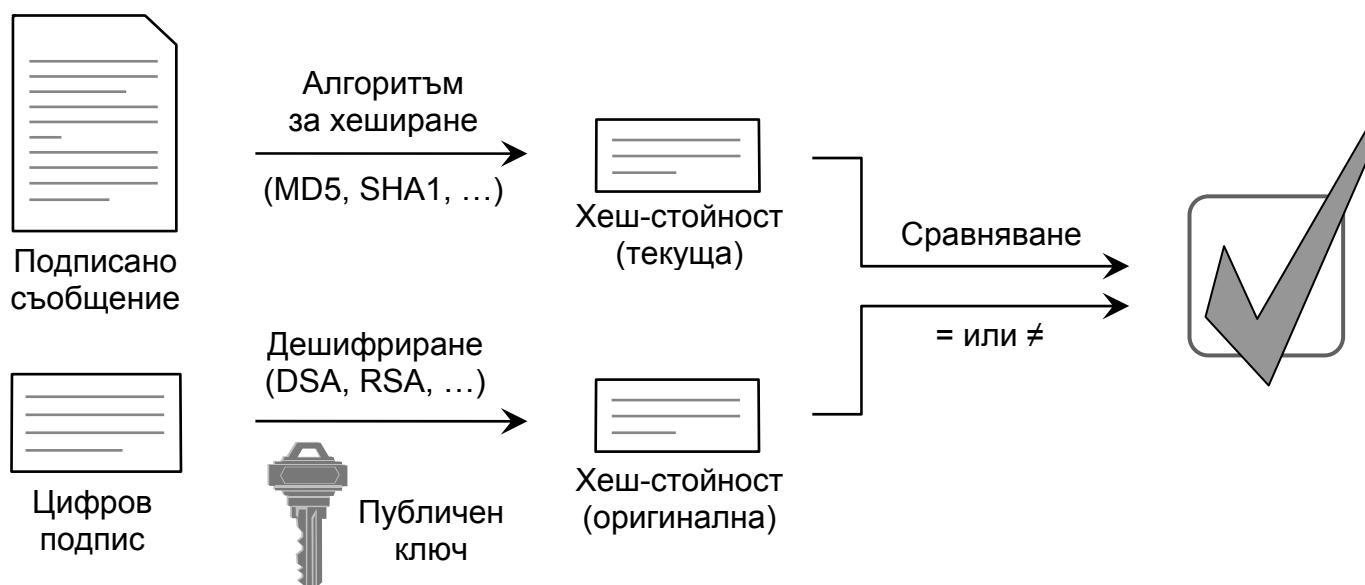 Алгоритъм
за хеширане
(MD5, SHA1, …)
Подписано
съобщение
Хеш-стойност
(текуща)
Сравняване
= или ≠
Дешифриране
(DSA, RSA, …)
Публичен
ключ
Цифров
подпис
Хеш-стойност
(оригинална)